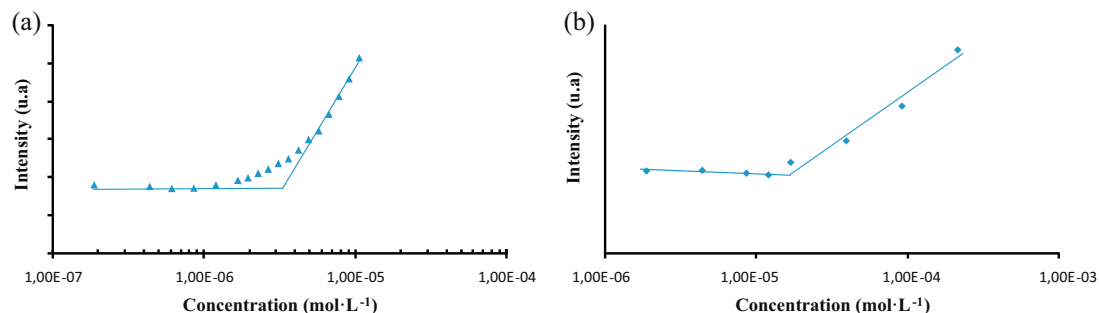 (a)
Intensity (u.a)
1,00E-07 1,00E-06 1,00E-05 1,00E-04
Concentration (mol·L-1)
(b)
Intensity (u.a)
1,00E-06 1,00E-05 1,00E-04 1,00E-03
Concentration (mol·L-1)